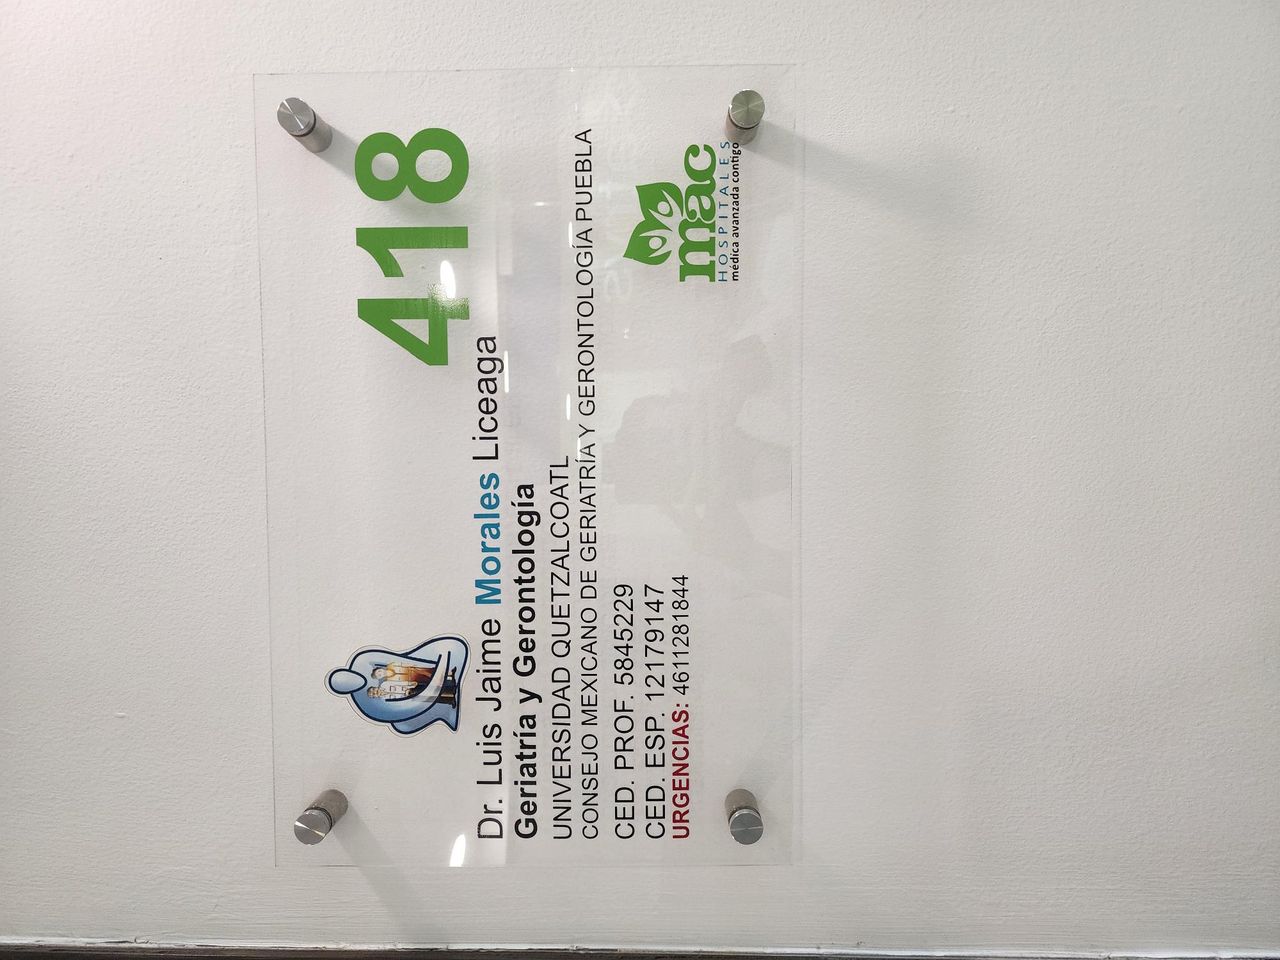 418
Dr. Luis Jaime Morales Liceaga
Geriatría y Gerontología
UNIVERSIDAD QUETZALCOATL
CONSEJO MEXICANO DE GERIATRÍA Y GERONTOLOGÍA PUEBLA
CED. PROF. 5845229
CED. ESP. 12179147
URGENCIAS: 4611281844
mac
HOSPITALES
médica avanzada contigo